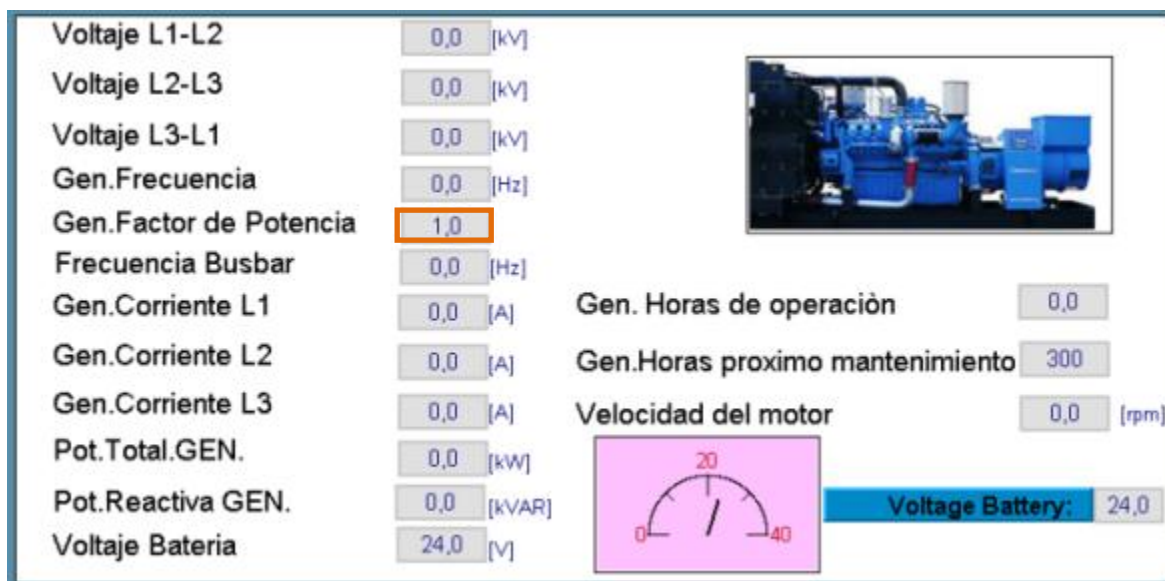 Voltaje L1-L2 0,0 [kV]
Voltaje L2-L3 0,0 [kV]
Voltaje L3-L1 0,0 [kV]
Gen.Frecuencia 0,0 [Hz]
Gen.Factor de Potencia 1,0
Frecuencia Busbar 0,0 [Hz]
Gen.Corriente L1 0,0 [A]
Gen.Corriente L2 0,0 [A]
Gen.Corriente L3 0,0 [A]
Pot.Total.GEN. 0,0 [kW]
Pot.Reactiva GEN. 0,0 [kVAR]
Voltaje Bateria 24,0 [V]
Gen. Horas de operaciòn 0,0
Gen.Horas proximo mantenimiento 300
Velocidad del motor 0,0 [rpm]
20
0 40
Voltage Battery: 24,0